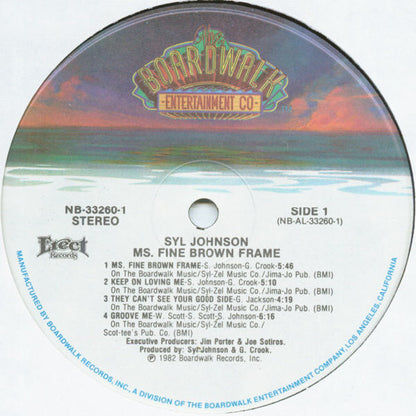 The
BOARDWALK
ENTERTAINMENT CO
NB-33260-1
STEREO
SIDE 1
(NB-AL-33260-1)
Erect
Records
SYL JOHNSON
MS. FINE BROWN FRAME
1 MS. FINE BROWN FRAME-S. Johnson-G. Crook-5:46
On The Boardwalk Music/Syl-Zel Music Co./Jima-Jo Pub. (BMI)
2 KEEP ON LOVING ME-S. Johnson-G. Crook-5:10
On The Boardwalk Music/Syl-Zel Music Co./Jima-Jo Pub. (BMI)
3 THEY CAN'T SEE YOUR GOOD SIDE-G. Jackson-4:19
On The Boardwalk Music/Syl-Zel Music Co./Jima-Jo Pub. (BMI)
4 GROOVE ME-W. Scott-S. Scott-S. Johnson-6:16
On The Boardwalk Music/Syl-Zel Music Co./
Scot-tee's Pub. Co. (BMI)
Executive Producers: Jim Porter & Joe Sotiros.
Produced by: Syl Johnson & G. Crook.
℗ 1982 Boardwalk Records, Inc.
MANUFACTURED BY BOARDWALK RECORDS, INC., A DIVISION OF THE BOARDWALK ENTERTAINMENT COMPANY, LOS ANGELES, CALIFORNIA